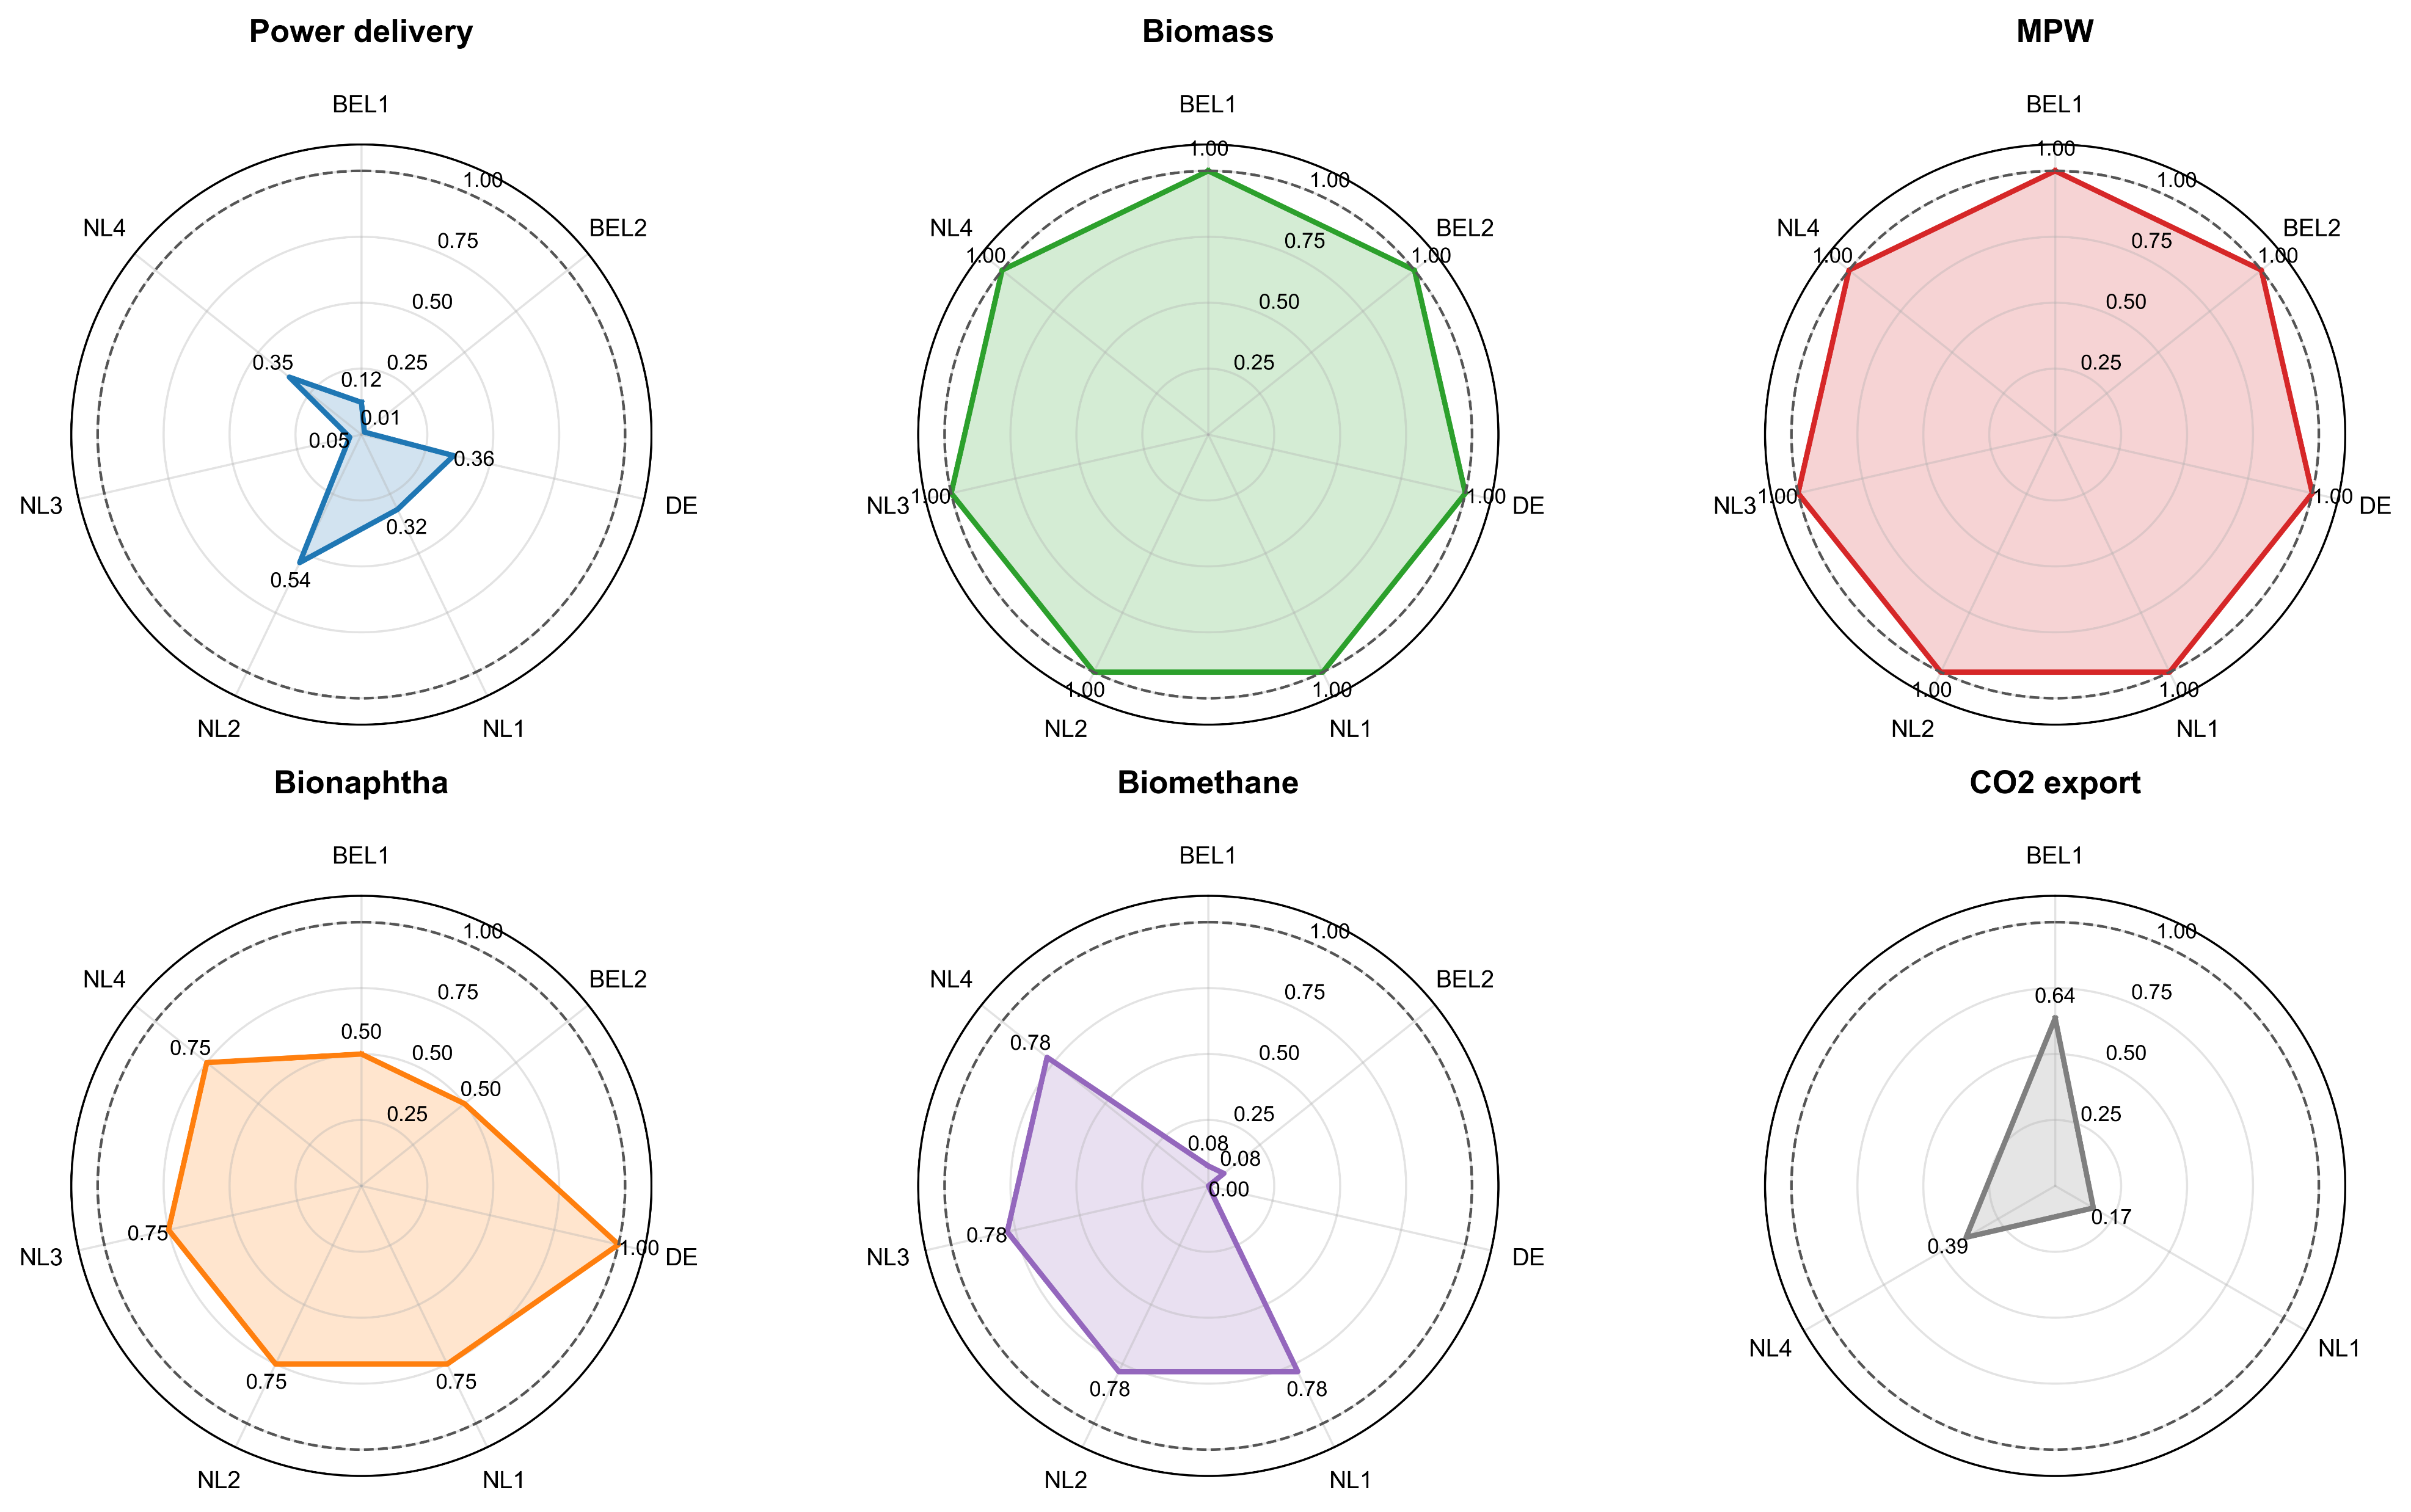 Power delivery
BEL1
1.00
BEL2
NL4
0.75
0.50
0.35
0.25
0.12
0.01
0.05
0.36
NL3
DE
0.32
0.54
NL2
NL1
Biomass
BEL1
1.00
1.00
NL4
BEL2
0.75
1.00
1.00
0.50
0.25
NL3
1.00
1.00
DE
1.00
1.00
NL2
NL1
MPW
BEL1
1.00
1.00
NL4
BEL2
0.75
1.00
1.00
0.50
0.25
NL3
1.00
1.00
DE
1.00
1.00
NL2
NL1
Bionaphtha
BEL1
1.00
NL4
BEL2
0.75
0.50
0.75
0.50
0.50
0.25
0.75
NL3
1.00
DE
0.75
0.75
NL2
NL1
Biomethane
BEL1
1.00
NL4
BEL2
0.75
0.78
0.50
0.25
0.08
0.08
0.00
0.78
NL3
DE
0.78
0.78
NL2
NL1
CO2 export
BEL1
1.00
0.64
0.75
0.50
0.25
0.17
0.39
NL4
NL1